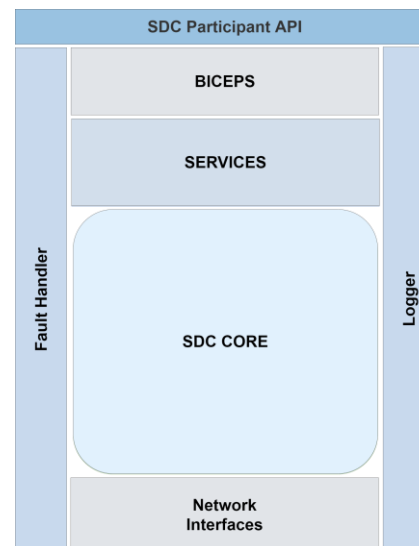 SDC Participant API
BICEPS
SERVICES
Fault Handler
SDC CORE
Logger
Network
Interfaces